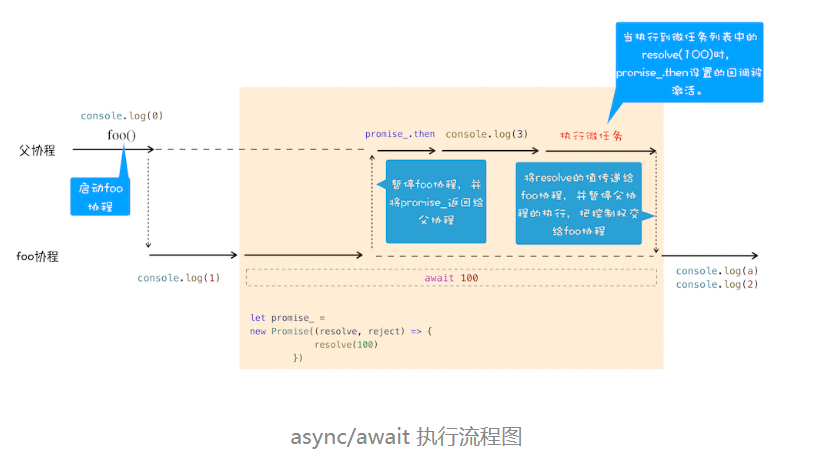 当执行到微任务列表中的
resolve(100)时,
promise_.then设置的回调被
激活。
console.log(0)
foo()
父协程
启动foo
协程
promise_.then
console.log(3)
执行微任务
暂停foo协程，并
将promise_返回给
父协程
将resolve的值传递给
foo协程，并暂停父协
程的执行，把控制权交
给foo协程
foo协程
console.log(1)
await 100
console.log(a)
console.log(2)
let promise_ =
new Promise((resolve, reject) => {
resolve(100)
})
async/await 执行流程图